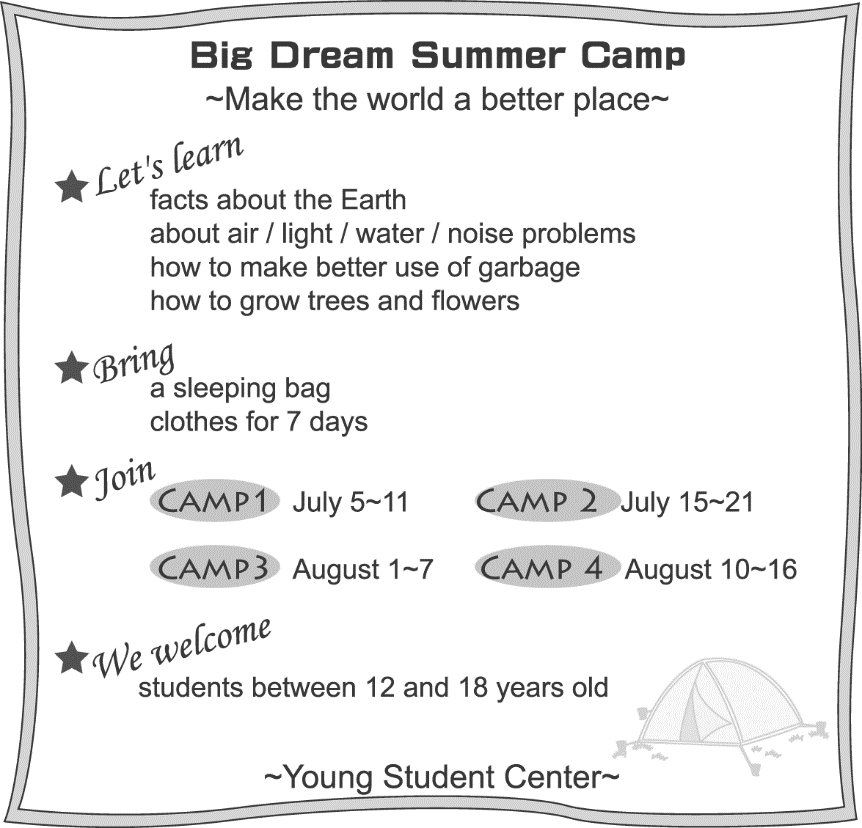 Big Dream Summer Camp
~Make the world a better place~
Let's learn
facts about the Earth
about air / light / water / noise problems
how to make better use of garbage
how to grow trees and flowers
Bring
a sleeping bag
clothes for 7 days
Join
CAMP1 July 5~11 CAMP 2 July 15~21
CAMP3 August 1~7 CAMP 4 August 10~16
We welcome
students between 12 and 18 years old
~Young Student Center~